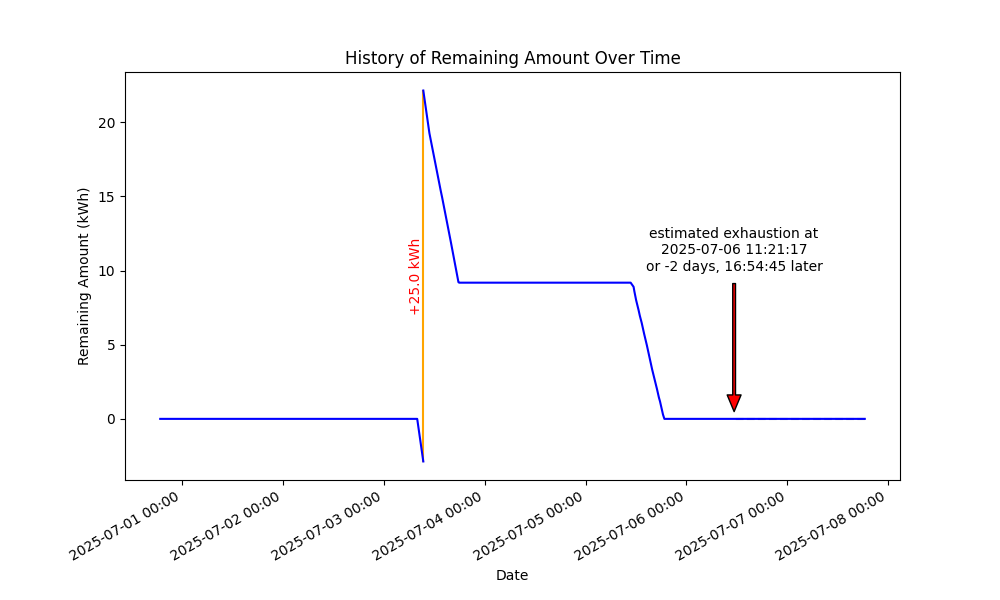 History of Remaining Amount Over Time
Remaining Amount (kWh)
20
15
10
5
0
+25.0 kWh
estimated exhaustion at
2025-07-06 11:21:17
or -2 days, 16:54:45 later
2025-07-01 00:00
2025-07-02 00:00
2025-07-03 00:00
2025-07-04 00:00
2025-07-05 00:00
2025-07-06 00:00
2025-07-07 00:00
2025-07-08 00:00
Date